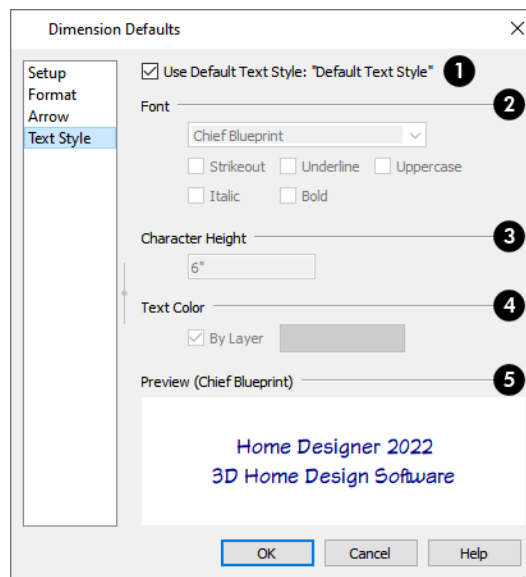 Dimension Defaults
Setup
Format
Arrow
Text Style
Use Default Text Style: "Default Text Style" 1
Font 2
Chief Blueprint
Strikeout Underline Uppercase
Italic Bold
Character Height 3
6"
Text Color 4
By Layer
Preview (Chief Blueprint) 5
Home Designer 2022
3D Home Design Software
OK Cancel Help